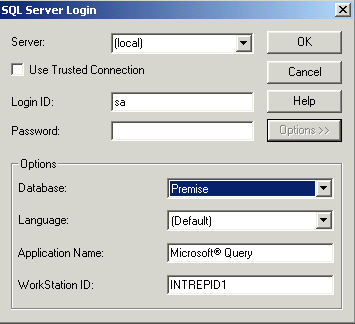 SQL Server Login
Server: (local) OK
Use Trusted Connection Cancel
Login ID: sa Help
Password: Options >>
Options
Database: Premise
Language: (Default)
Application Name: Microsoft® Query
WorkStation ID: INTREPID1